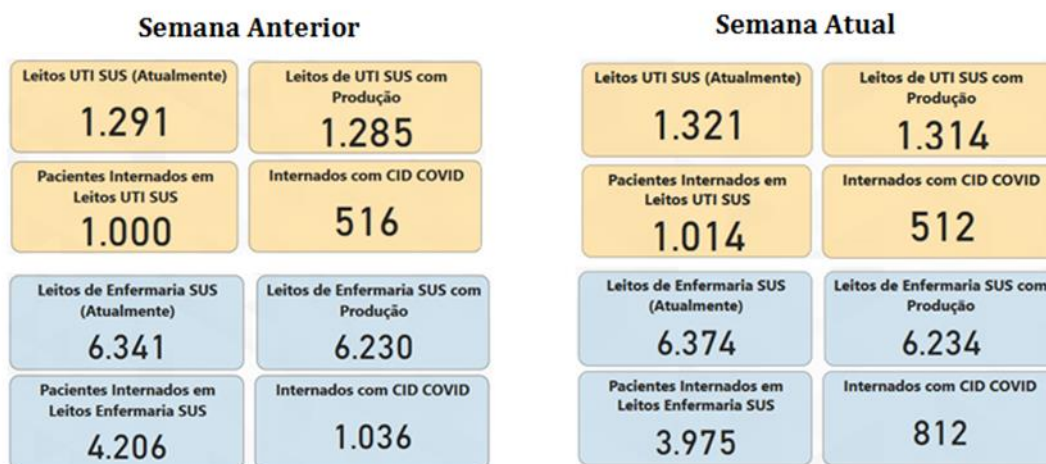 Semana Anterior
Leitos UTI SUS (Atualmente)
1.291
Leitos de UTI SUS com
Produção
1.285
Pacientes Internados em
Leitos UTI SUS
1.000
Internados com CID COVID
516
Leitos de Enfermaria SUS
(Atualmente)
6.341
Leitos de Enfermaria SUS com
Produção
6.230
Pacientes Internados em
Leitos Enfermaria SUS
4.206
Internados com CID COVID
1.036
Semana Atual
Leitos UTI SUS (Atualmente)
1.321
Leitos de UTI SUS com
Produção
1.314
Pacientes Internados em
Leitos UTI SUS
1.014
Internados com CID COVID
512
Leitos de Enfermaria SUS
(Atualmente)
6.374
Leitos de Enfermaria SUS com
Produção
6.234
Pacientes Internados em
Leitos Enfermaria SUS
3.975
Internados com CID COVID
812